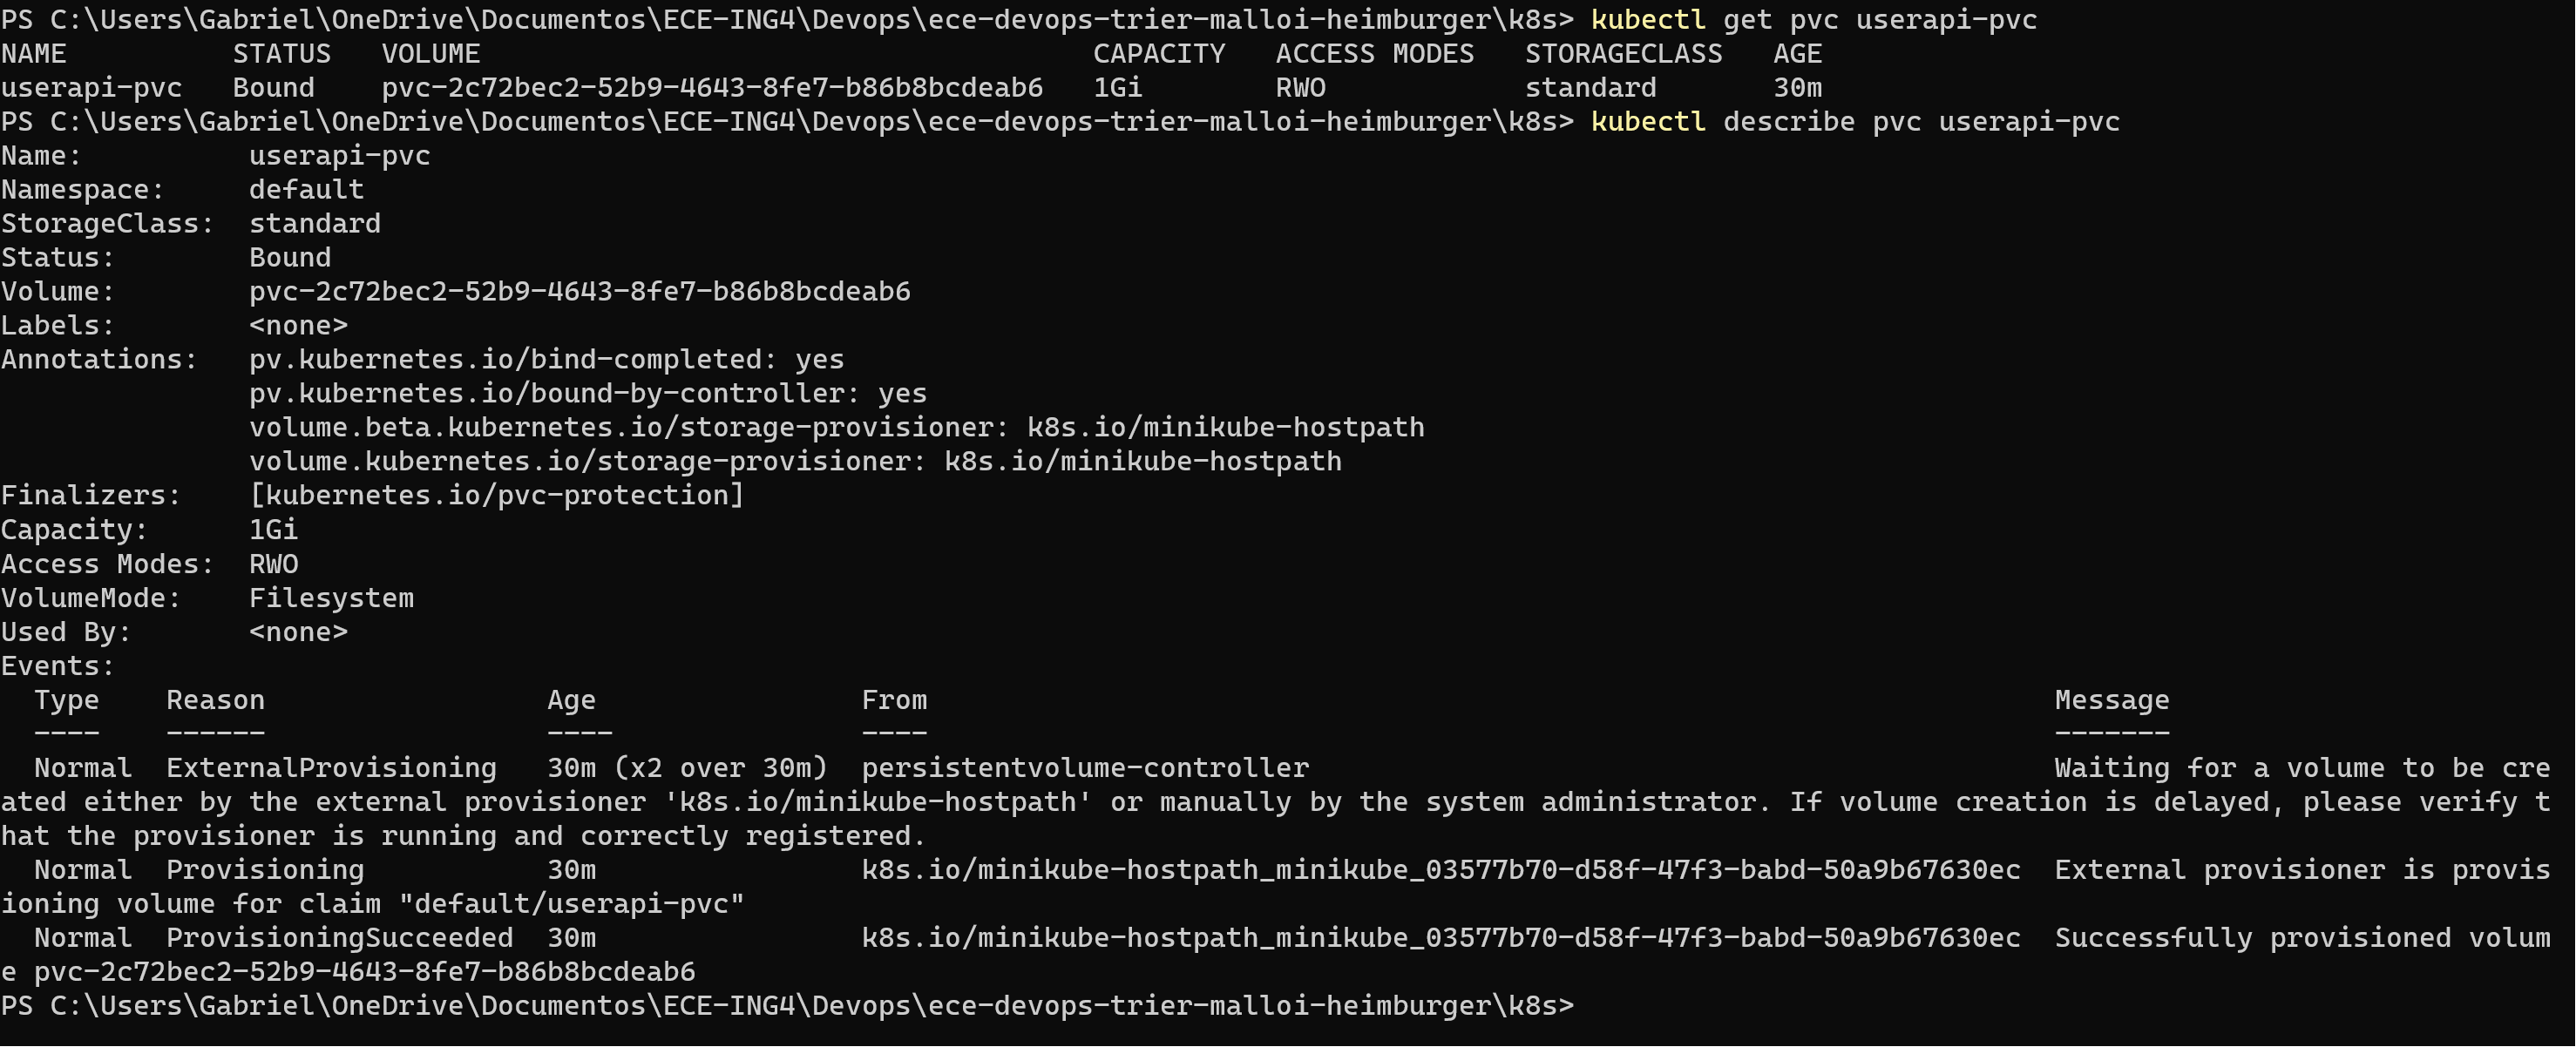 PS C:\Users\Gabriel\OneDrive\Documentos\ECE-ING4\Devops\ece-devops-trier-malloi-heimburger\k8s> kubectl get pvc userapi-pvc
NAME          STATUS   VOLUME                                     CAPACITY   ACCESS MODES   STORAGECLASS   AGE
userapi-pvc   Bound    pvc-2c72bec2-52b9-4643-8fe7-b86b8bcdeab6   1Gi        RWO            standard       30m
PS C:\Users\Gabriel\OneDrive\Documentos\ECE-ING4\Devops\ece-devops-trier-malloi-heimburger\k8s> kubectl describe pvc userapi-pvc
Name:          userapi-pvc
Namespace:     default
StorageClass:  standard
Status:        Bound
Volume:        pvc-2c72bec2-52b9-4643-8fe7-b86b8bcdeab6
Labels:        <none>
Annotations:   pv.kubernetes.io/bind-completed: yes
               pv.kubernetes.io/bound-by-controller: yes
               volume.beta.kubernetes.io/storage-provisioner: k8s.io/minikube-hostpath
               volume.kubernetes.io/storage-provisioner: k8s.io/minikube-hostpath
Finalizers:    [kubernetes.io/pvc-protection]
Capacity:      1Gi
Access Modes:  RWO
VolumeMode:    Filesystem
Used By:       <none>
Events:
  Type    Reason                 Age                From                                                                    Message
  ----    ------                 ----               ----                                                                    -------
  Normal  ExternalProvisioning   30m (x2 over 30m)  persistentvolume-controller                                             Waiting for a volume to be cre
ated either by the external provisioner 'k8s.io/minikube-hostpath' or manually by the system administrator. If volume creation is delayed, please verify t
hat the provisioner is running and correctly registered.
  Normal  Provisioning           30m                k8s.io/minikube-hostpath_minikube_03577b70-d58f-47f3-babd-50a9b67630ec  External provisioner is provis
ioning volume for claim "default/userapi-pvc"
  Normal  ProvisioningSucceeded  30m                k8s.io/minikube-hostpath_minikube_03577b70-d58f-47f3-babd-50a9b67630ec  Successfully provisioned volum
e pvc-2c72bec2-52b9-4643-8fe7-b86b8bcdeab6
PS C:\Users\Gabriel\OneDrive\Documentos\ECE-ING4\Devops\ece-devops-trier-malloi-heimburger\k8s>